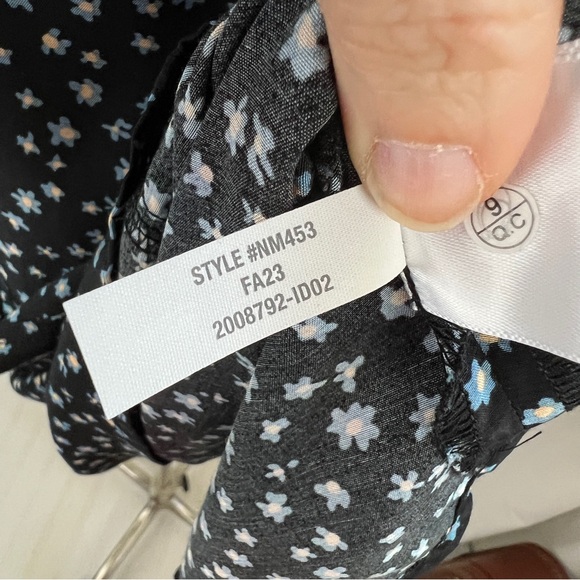 STYLE #NM453
FA23
2008792-ID02
9
Q.C